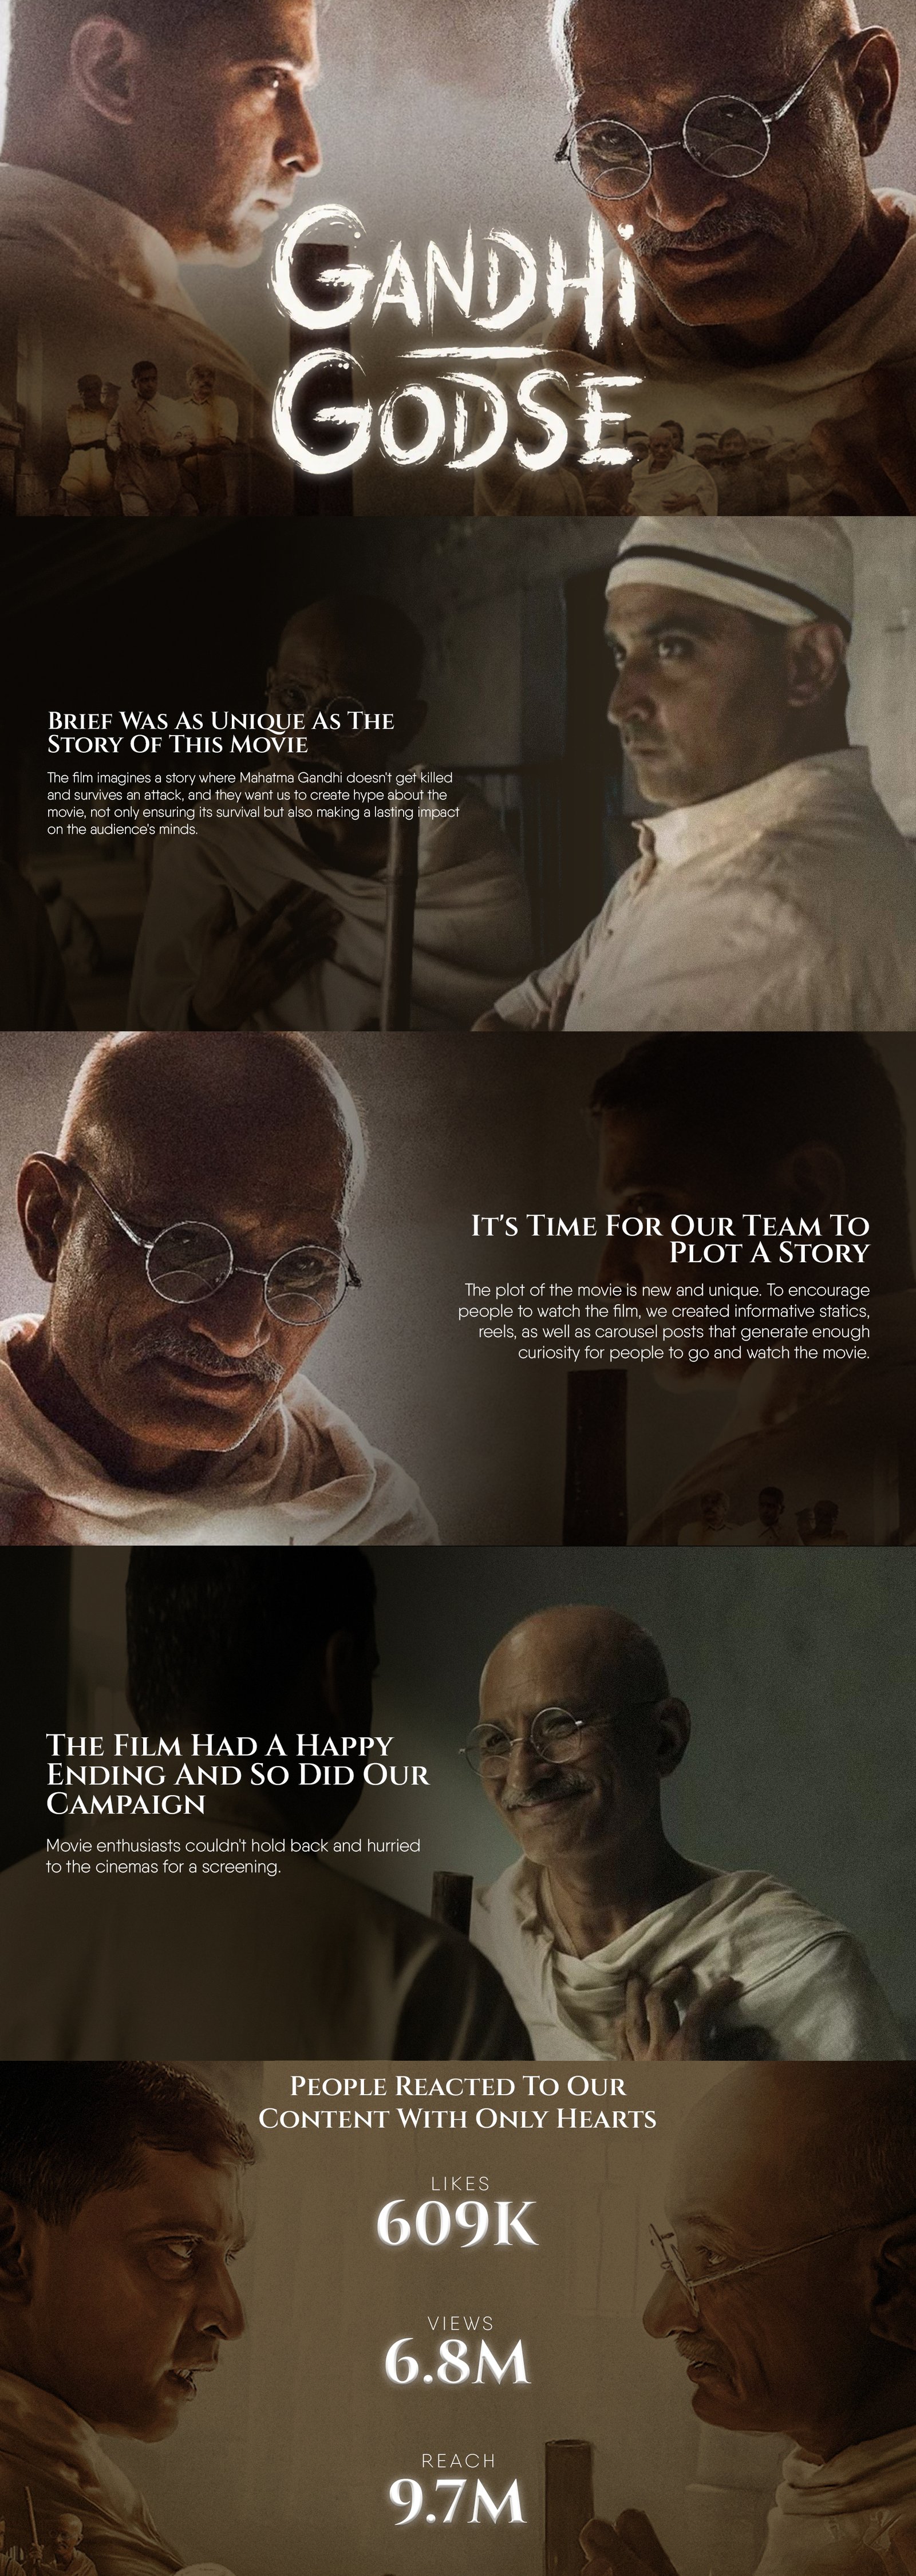 GANDHI
GODSE
BRIEF WAS AS UNIQUE AS THE
STORY OF THIS MOVIE
The film imagines a story where Mahatma Gandhi doesn't get killed
and survives an attack, and they want us to create hype about the
movie, not only ensuring its survival but also making a lasting impact
on the audience's minds.
IT'S TIME FOR OUR TEAM TO
PLOT A STORY
The plot of the movie is new and unique. To encourage
people to watch the film, we created informative statics,
reels, as well as carousel posts that generate enough
curiosity for people to go and watch the movie.
THE FILM HAD A HAPPY
ENDING AND SO DID OUR
CAMPAIGN
Movie enthusiasts couldn't hold back and hurried
to the cinemas for a screening.
PEOPLE REACTED TO OUR
CONTENT WITH ONLY HEARTS
LIKES
609K
VIEWS
6.8M
REACH
9.7M